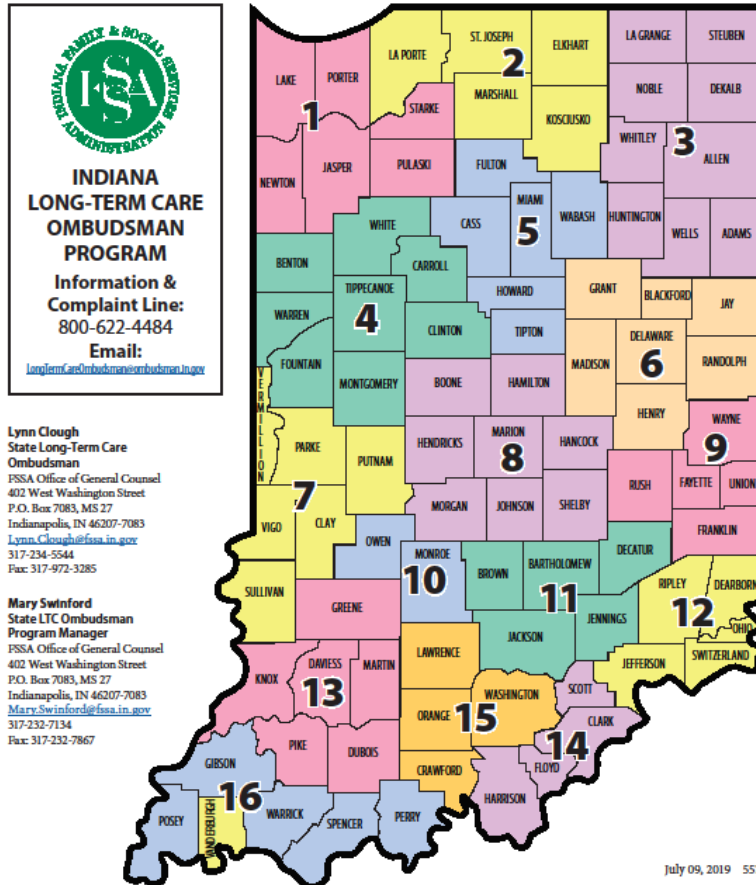 INDIANA FAMILY & SOCIAL SERVICES ADMINISTRATION
FSSA
INDIANA
LONG-TERM CARE
OMBUDSMAN
PROGRAM
Information &
Complaint Line:
800-622-4484
Email:
LongTermCareOmbudsman@ombudsman.in.gov
Lynn Clough
State Long-Term Care
Ombudsman
FSSA Office of General Counsel
402 West Washington Street
P.O. Box 7083, MS 27
Indianapolis, IN 46207-7083
Lynn.Clough@fssa.in.gov
317-234-5544
Fax: 317-972-3285
Mary Swinford
State LTC Ombudsman
Program Manager
FSSA Office of General Counsel
402 West Washington Street
P.O. Box 7083, MS 27
Indianapolis, IN 46207-7083
Mary.Swinford@fssa.in.gov
317-232-7134
Fax: 317-232-7867
LAKE
PORTER
LA PORTE
ST. JOSEPH
ELKHART
LA GRANGE
STEUBEN
1
2
STARKE
MARSHALL
KOSCIUSKO
NOBLE
DEKALB
NEWTON
JASPER
PULASKI
FULTON
WHITLEY
3
ALLEN
WHITE
CASS
MIAMI
5
WABASH
HUNTINGTON
WELLS
ADAMS
BENTON
CARROLL
TIPPECANOE
4
HOWARD
GRANT
BLACKFORD
JAY
WARREN
CLINTON
TIPTON
MADISON
DELAWARE
6
RANDOLPH
FOUNTAIN
MONTGOMERY
BOONE
HAMILTON
HENRY
WAYNE
9
VERMILLION
PARKE
PUTNAM
HENDRICKS
MARION
8
HANCOCK
RUSH
FAYETTE
UNION
7
VIGO
CLAY
MORGAN
JOHNSON
SHELBY
FRANKLIN
OWEN
MONROE
10
BROWN
BARTHOLOMEW
11
DECATUR
SULLIVAN
GREENE
JACKSON
JENNINGS
RIPLEY
DEARBORN
12
OHIO
LAWRENCE
JEFFERSON
SWITZERLAND
KNOX
DAVIESS
13
MARTIN
WASHINGTON
SCOTT
ORANGE
15
CLARK
14
PIKE
DUBOIS
FLOYD
GIBSON
CRAWFORD
HARRISON
16
POSEY
VANDERBURGH
WARRICK
SPENCER
PERRY
July 09, 2019